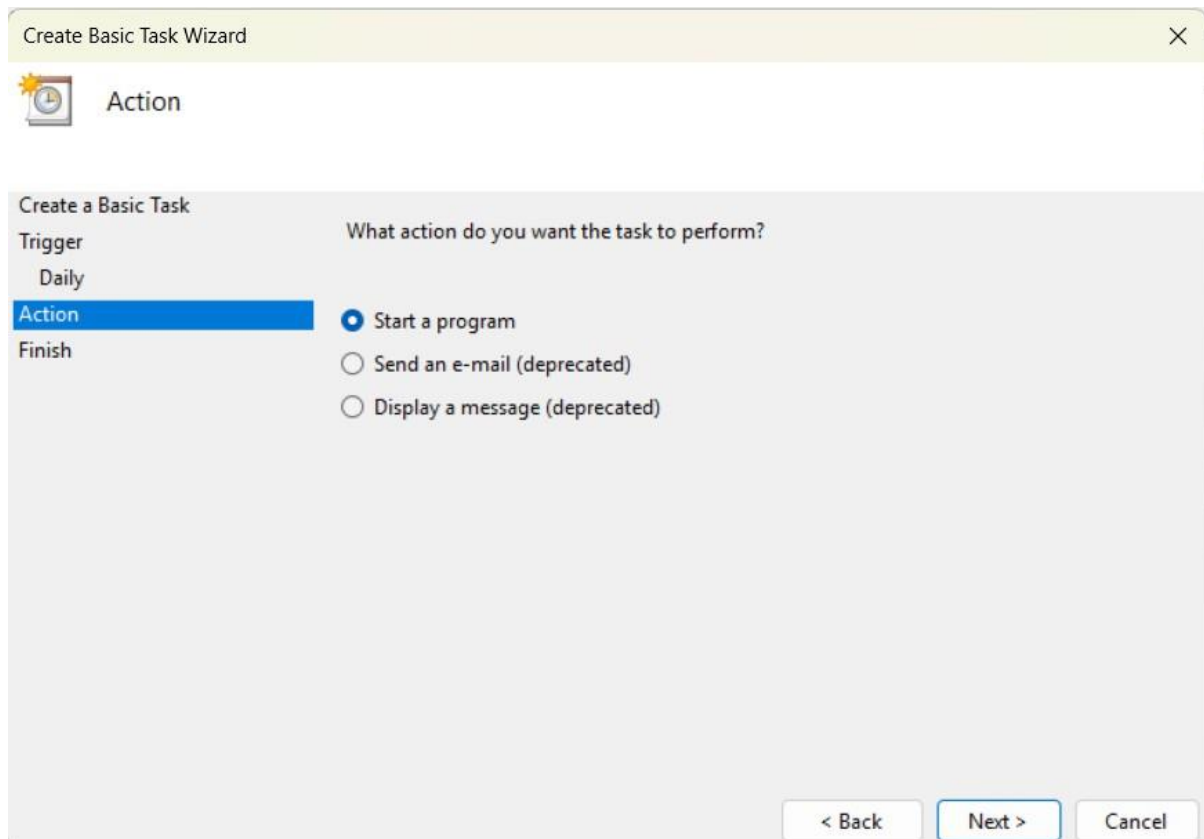 Create Basic Task Wizard
Action
Create a Basic Task
Trigger
Daily
Action
Finish
What action do you want the task to perform?
Start a program
Send an e-mail (deprecated)
Display a message (deprecated)
< Back
Next >
Cancel